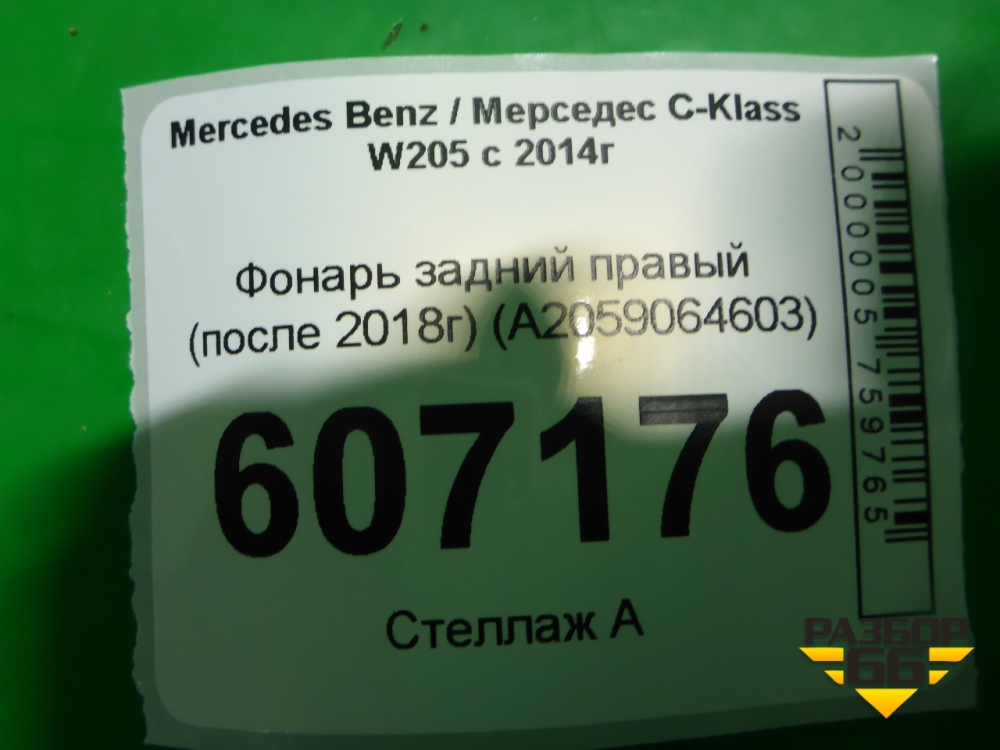 Mercedes Benz / Мерседес C-Klass
W205 с 2014г
Фонарь задний правый
(после 2018г) (A2059064603)
607176
Стеллаж А
2000005759765
РАЗБОР
66